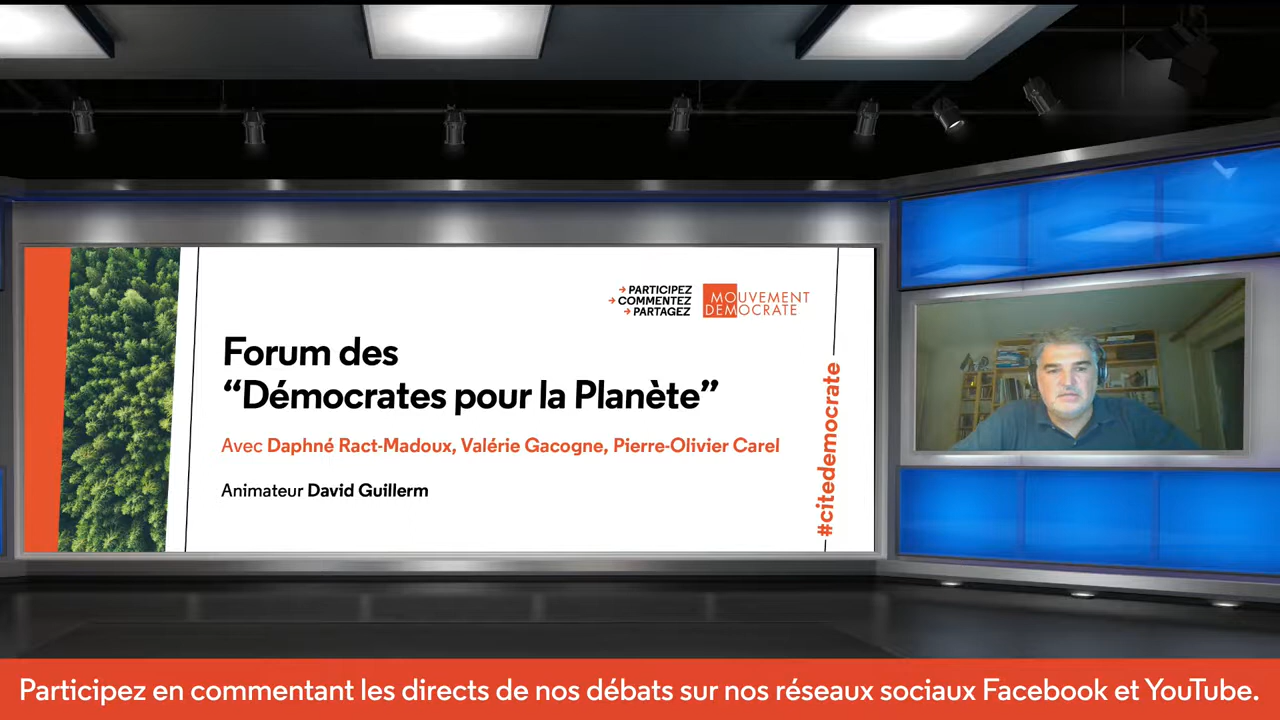 PARTICIPEZ
COMMENTEZ
PARTAGEZ
MOUVEMENT
DEMOCRATE
Forum des
“Démocrates pour la Planète”
Avec Daphné Ract-Madoux, Valérie Gacogne, Pierre-Olivier Carel
Animateur David Guillerm
#citedemocrate
Participez en commentant les directs de nos débats sur nos réseaux sociaux Facebook et YouTube.